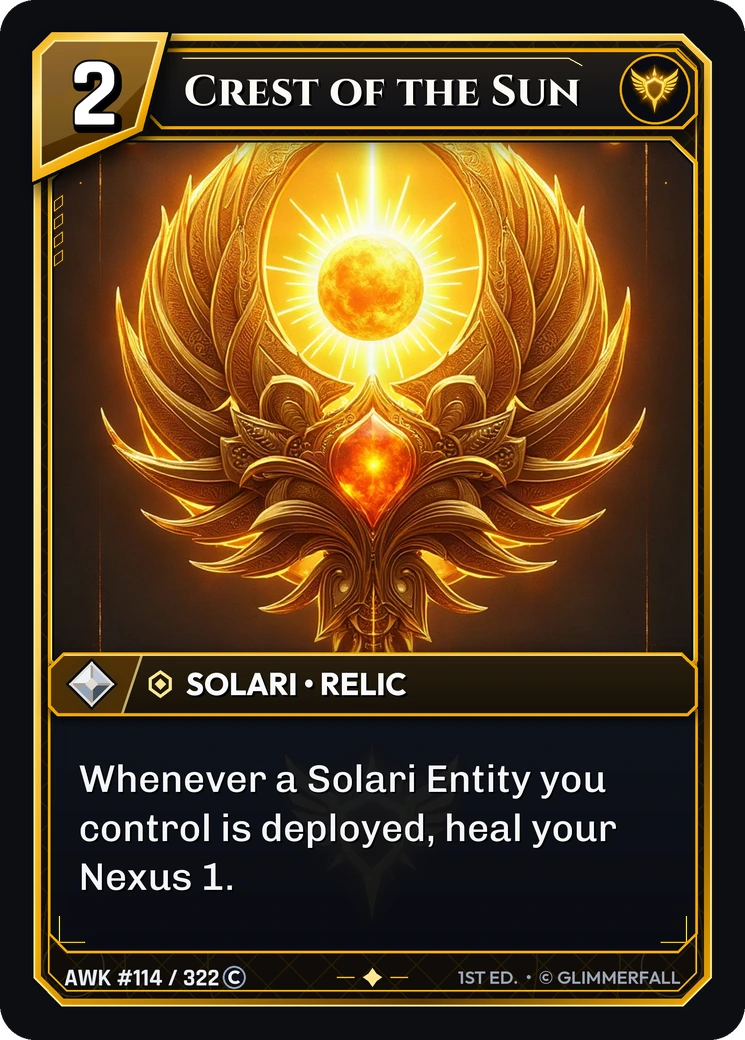 2
Crest of the Sun
SOLARI • RELIC
Whenever a Solari Entity you
control is deployed, heal your
Nexus 1.
AWK #114 / 322 Ⓒ
1ST ED. • © GLIMMERFALL